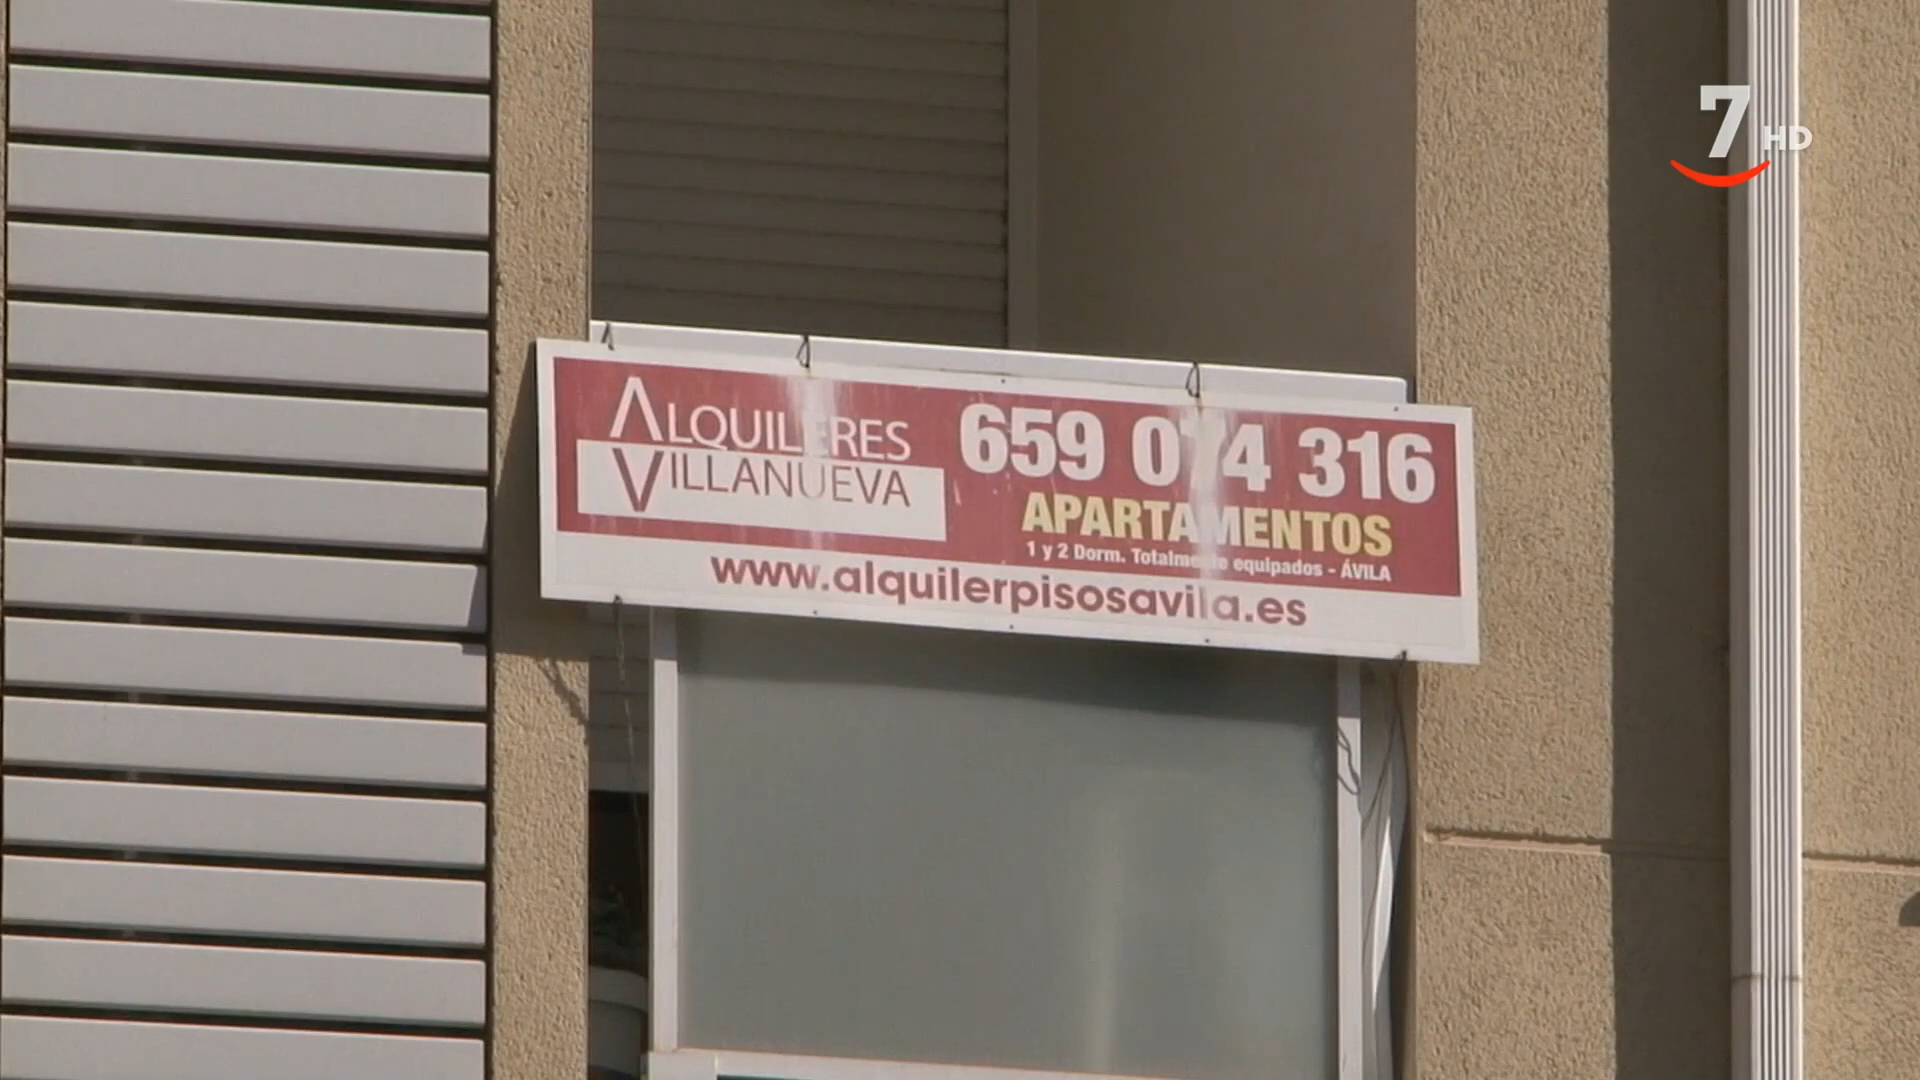 7 HD
ALQUILERES
VILLANUEVA
659 074 316
APARTAMENTOS
1 y 2 Dorm. Totalmente equipados - ÁVILA
www.alquilerpisosavila.es